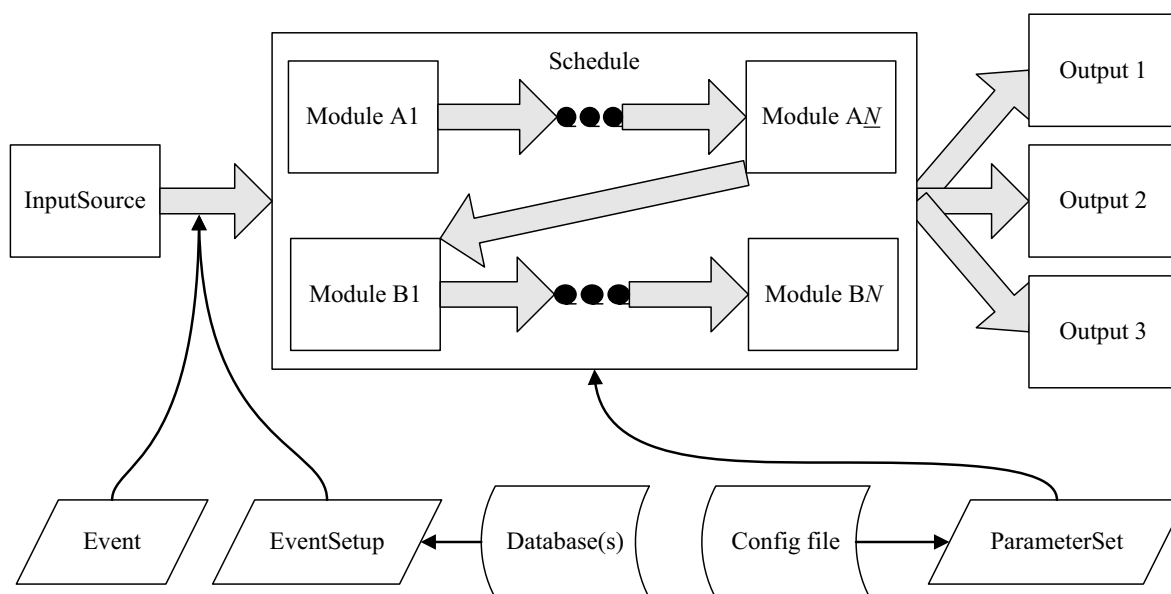 Schedule
Output 1
Module A1
Module AN
InputSource
Output 2
Module B1
Module BN
Output 3
Event
EventSetup
Database(s)
Config file
ParameterSet